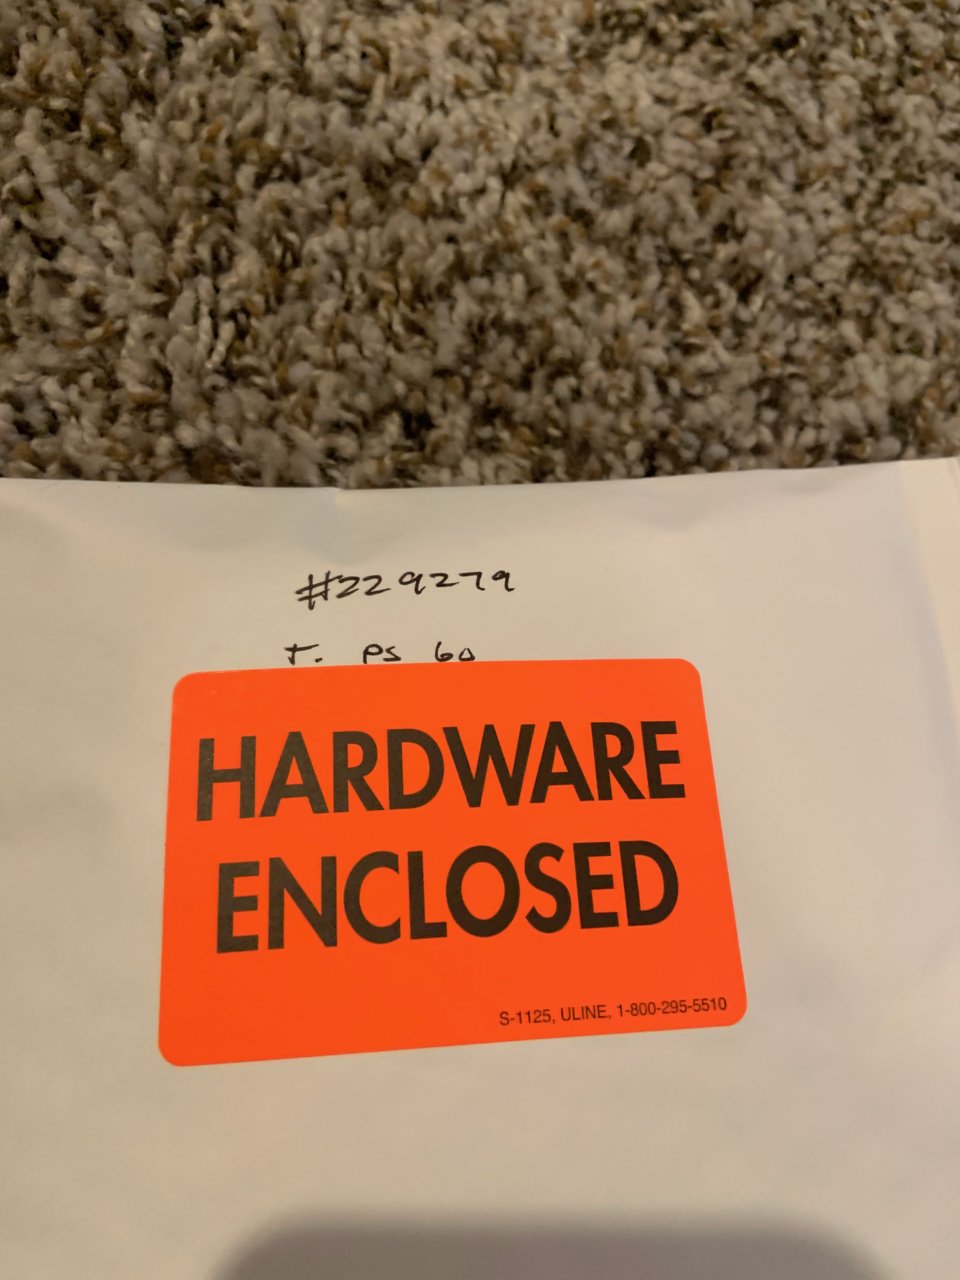 #229279
HARDWARE
ENCLOSED
S-1125, ULINE, 1-800-295-5510